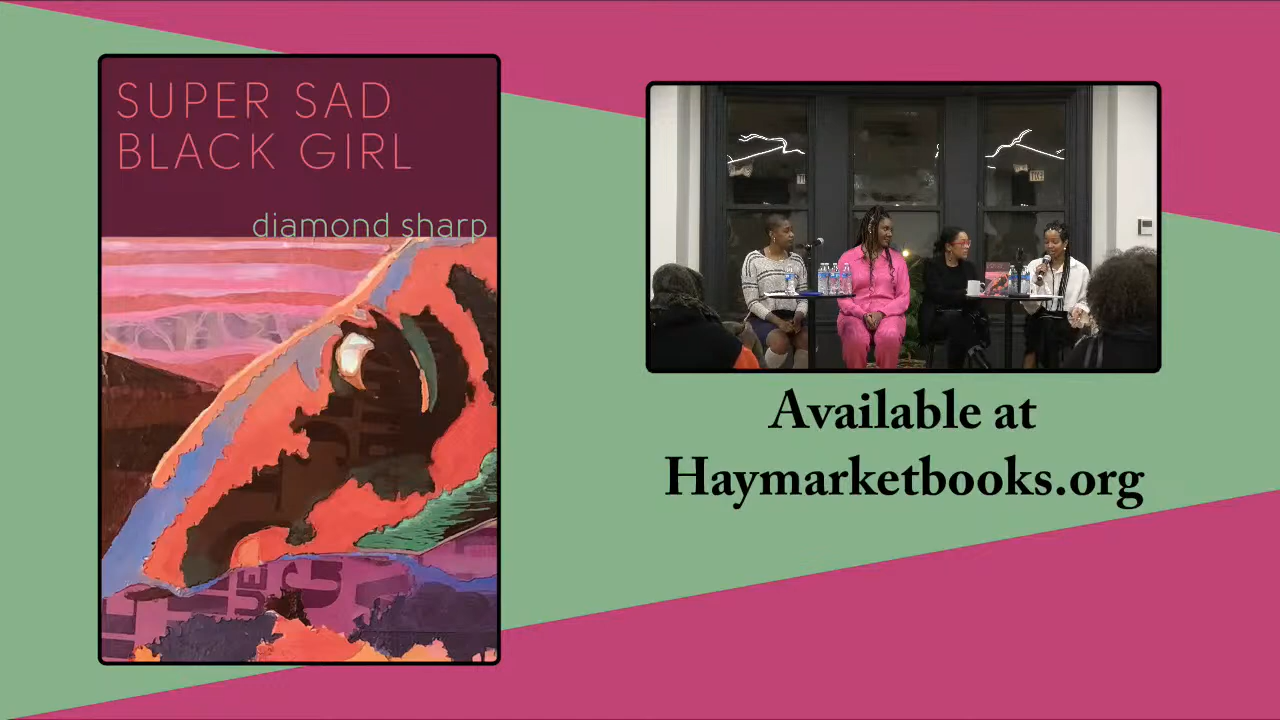 SUPER SAD
BLACK GIRL
diamond sharp
Available at
Haymarketbooks.org